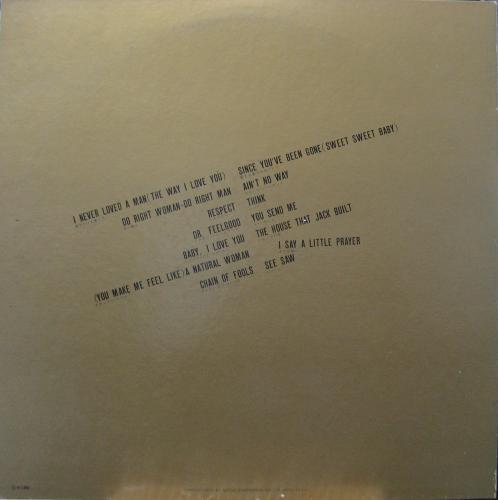 I NEVER LOVED A MAN(THE WAY I LOVE YOU) SINCE YOU'VE BEEN GONE(SWEET SWEET BABY)
DO RIGHT WOMAN-DO RIGHT MAN AIN'T NO WAY
RESPECT THINK
DR FEELGOOD YOU SEND ME
BABY, I LOVE YOU THE HOUSE THAT JACK BUILT
(YOU MAKE ME FEEL LIKE)A NATURAL WOMAN I SAY A LITTLE PRAYER
CHAIN OF FOOLS SEE SAW